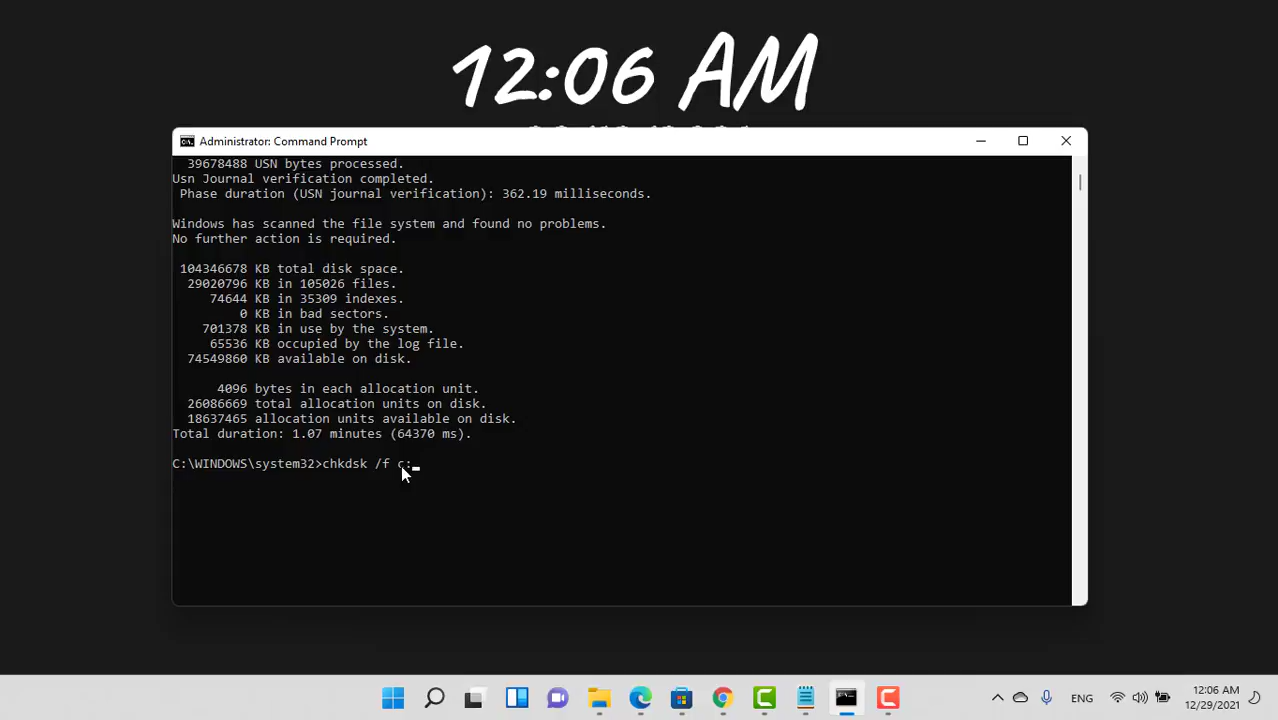 12:06 AM
Administrator: Command Prompt
39678488 USN bytes processed.
Usn Journal verification completed.
Phase duration (USN journal verification): 362.19 milliseconds.
Windows has scanned the file system and found no problems.
No further action is required.
104346678 KB total disk space.
29020796 KB in 105026 files.
74644 KB in 35309 indexes.
0 KB in bad sectors.
701378 KB in use by the system.
65536 KB occupied by the log file.
74549860 KB available on disk.
4096 bytes in each allocation unit.
26086669 total allocation units on disk.
18637465 allocation units available on disk.
Total duration: 1.07 minutes (64370 ms).
C:\WINDOWS\system32>chkdsk /f c:
ENG
12:06 AM
12/29/2021